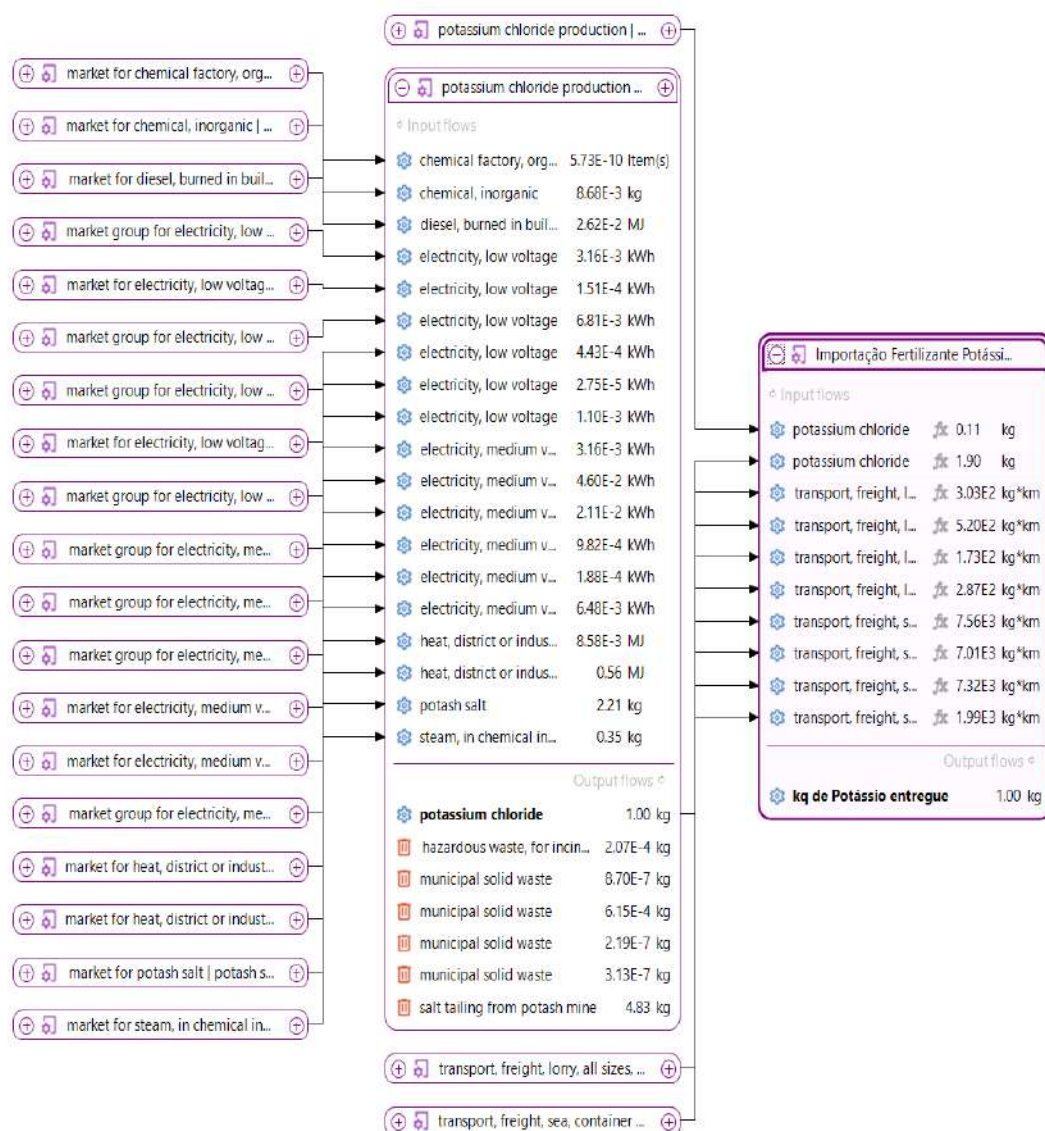 potassium chloride production | ...
market for chemical factory, org...
market for chemical, inorganic | ...
market for diesel, burned in buil...
market group for electricity, low ...
market for electricity, low voltag...
market group for electricity, low ...
market group for electricity, low ...
market for electricity, low voltag...
market group for electricity, low ...
market group for electricity, me...
market group for electricity, me...
market group for electricity, me...
market for electricity, medium v...
market for electricity, medium v...
market group for electricity, me...
market for heat, district or indust...
market for heat, district or indust...
market for potash salt | potash s...
market for steam, in chemical in...
potassium chloride production ...
Input flows
chemical factory, org... 5.73E-10 Item(s)
chemical, inorganic 8.68E-3 kg
diesel, burned in buil... 2.62E-2 MJ
electricity, low voltage 3.16E-3 kWh
electricity, low voltage 1.51E-4 kWh
electricity, low voltage 6.81E-3 kWh
electricity, low voltage 4.43E-4 kWh
electricity, low voltage 2.75E-5 kWh
electricity, low voltage 1.10E-3 kWh
electricity, medium v... 3.16E-3 kWh
electricity, medium v... 4.60E-2 kWh
electricity, medium v... 2.11E-2 kWh
electricity, medium v... 9.82E-4 kWh
electricity, medium v... 1.88E-4 kWh
electricity, medium v... 6.48E-3 kWh
heat, district or indus... 8.58E-3 MJ
heat, district or indus... 0.56 MJ
potash salt 2.21 kg
steam, in chemical in... 0.35 kg
Output flows
potassium chloride 1.00 kg
hazardous waste, for incin... 2.07E-4 kg
municipal solid waste 8.70E-7 kg
municipal solid waste 6.15E-4 kg
municipal solid waste 2.19E-7 kg
municipal solid waste 3.13E-7 kg
salt tailing from potash mine 4.83 kg
transport, freight, lorry, all sizes, ...
transport, freight, sea, container ...
Importação Fertilizante Potássi...
Input flows
potassium chloride fx 0.11 kg
potassium chloride fx 1.90 kg
transport, freight, l... fx 3.03E2 kg*km
transport, freight, l... fx 5.20E2 kg*km
transport, freight, l... fx 1.73E2 kg*km
transport, freight, l... fx 2.87E2 kg*km
transport, freight, s... fx 7.56E3 kg*km
transport, freight, s... fx 7.01E3 kg*km
transport, freight, s... fx 7.32E3 kg*km
transport, freight, s... fx 1.99E3 kg*km
Output flows
kq de Potássio entregue 1.00 kg